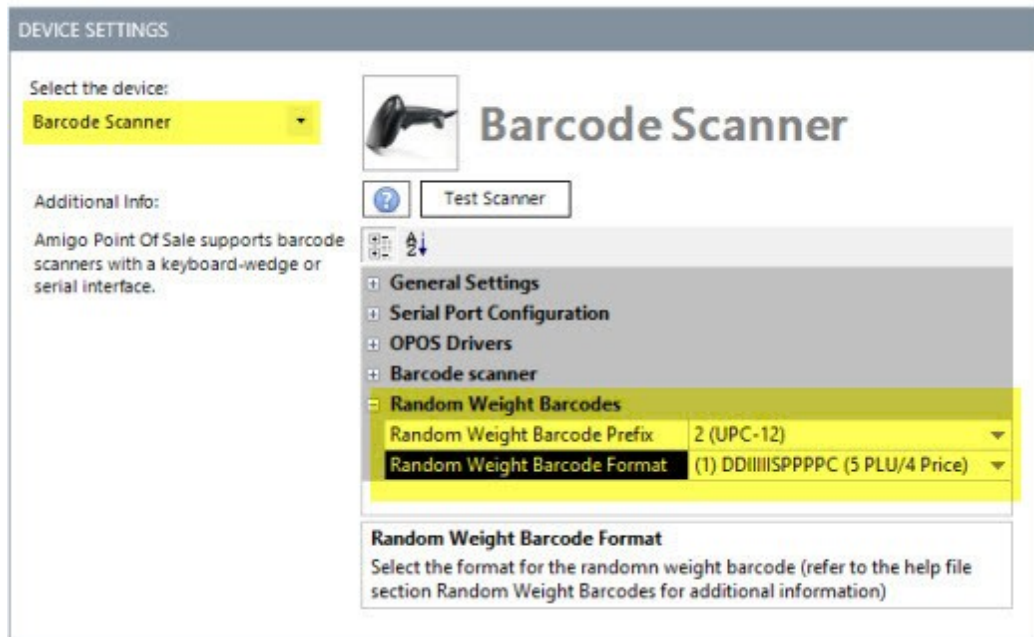 DEVICE SETTINGS
Select the device:
Barcode Scanner
Barcode Scanner
Additional Info:
Test Scanner
Amigo Point Of Sale supports barcode
scanners with a keyboard-wedge or
serial interface.
General Settings
Serial Port Configuration
OPOS Drivers
Barcode scanner
Random Weight Barcodes
Random Weight Barcode Prefix 2 (UPC-12)
Random Weight Barcode Format (1) DDIIIIISPPPPC (5 PLU/4 Price)
Random Weight Barcode Format
Select the format for the randomn weight barcode (refer to the help file
section Random Weight Barcodes for additional information)